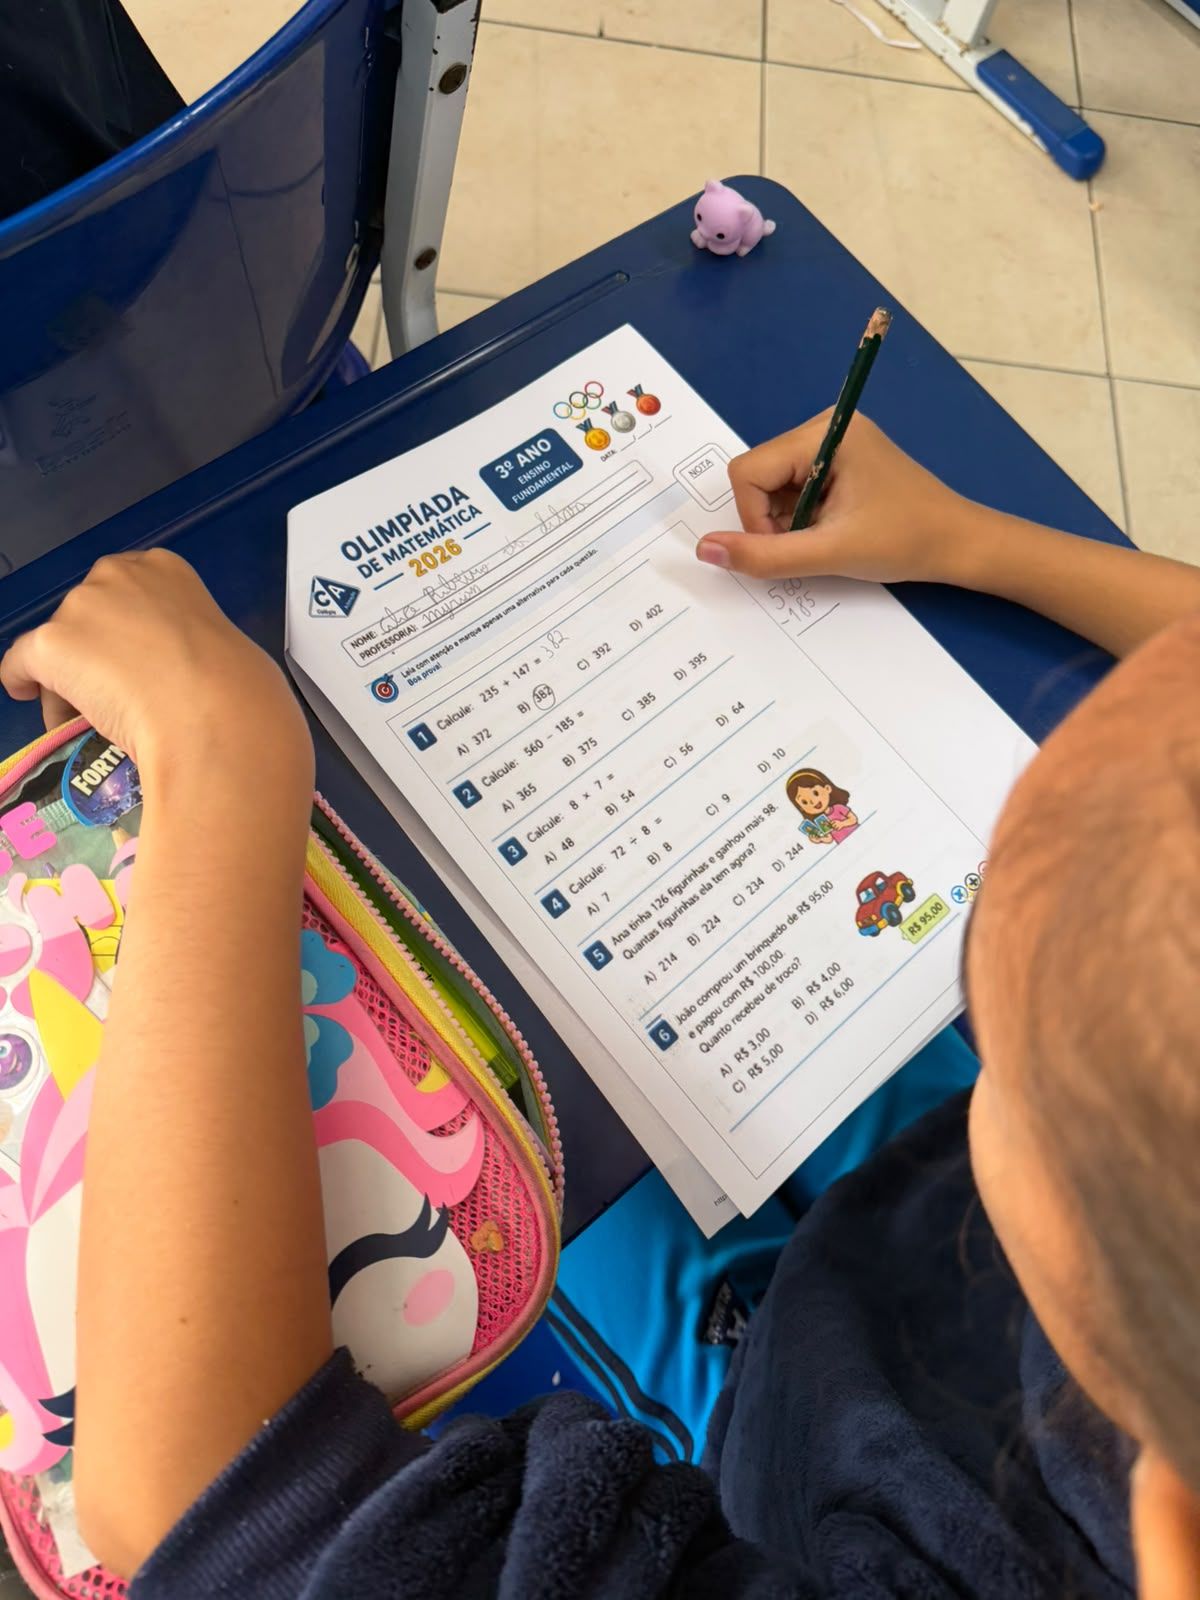 OLIMPÍADA
DE MATEMÁTICA
2026
3º ANO
ENSINO
FUNDAMENTAL
DATA: __/__/__
CA
NOME:
PROFESSOR(A):
NOTA
Leia com atenção e marque apenas uma alternativa para cada questão.
Boa prova!
1 Calcule: 235 + 147 = 382
A) 372 B) 382 C) 392 D) 402
2 Calcule: 560 - 185 =
A) 365 B) 375 C) 385 D) 395
560
-185
3 Calcule: 8 × 7 =
A) 48 B) 54 C) 56 D) 64
4 Calcule: 72 ÷ 8 =
A) 7 B) 8 C) 9 D) 10
5 Ana tinha 126 figurinhas e ganhou mais 98.
Quantas figurinhas ela tem agora?
A) 214 B) 224 C) 234 D) 244
6 João comprou um brinquedo de R$ 95,00
e pagou com R$ 100,00.
Quanto recebeu de troco?
A) R$ 3,00 B) R$ 4,00
C) R$ 5,00 D) R$ 6,00
R$ 95,00
FORTN